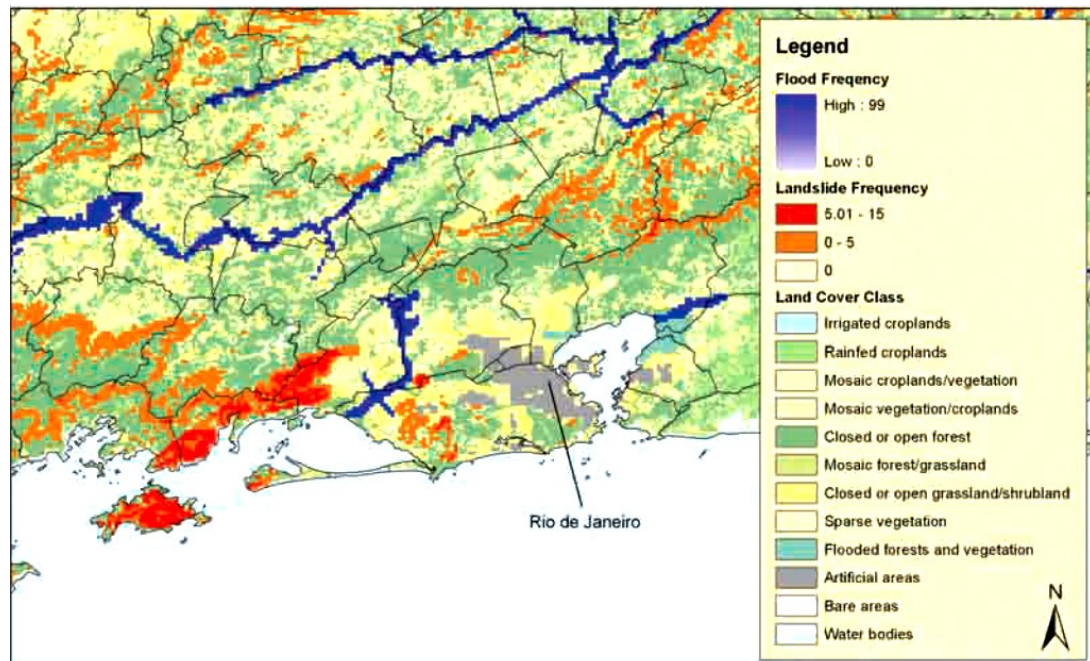 Legend
Flood Freqency
High : 99
Low : 0
Landslide Frequency
5.01 - 15
0 - 5
0
Land Cover Class
Irrigated croplands
Rainfed croplands
Mosaic croplands/vegetation
Mosaic vegetation/croplands
Closed or open forest
Mosaic forest/grassland
Closed or open grassland/shrubland
Sparse vegetation
Flooded forests and vegetation
Artificial areas
Bare areas
Water bodies
N
Rio de Janeiro